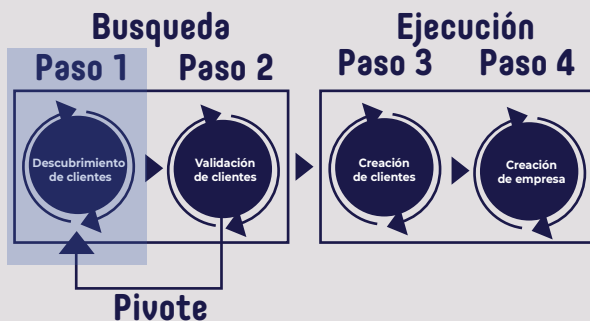 Busqueda
Ejecución
Paso 1
Paso 2
Paso 3
Paso 4
Descubrimiento
de clientes
Validación
de clientes
Creación
de clientes
Creación
de empresa
Pivote